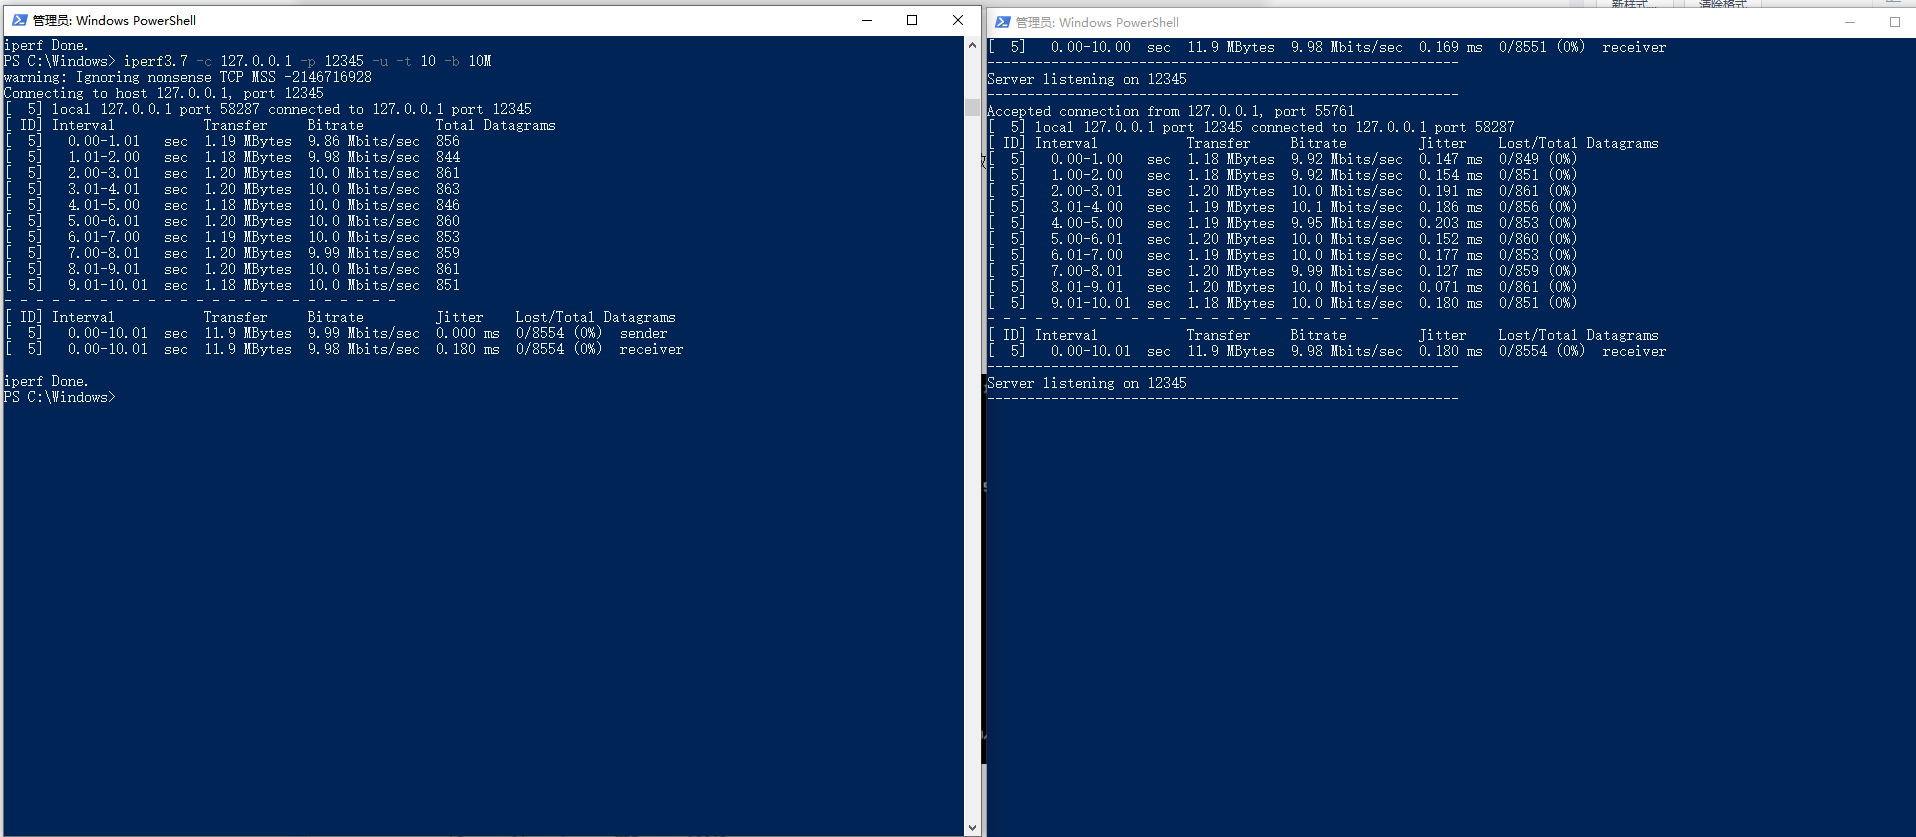 管理员: Windows PowerShell
iperf Done.
PS C:\Windows> iperf3.7 -c 127.0.0.1 -p 12345 -u -t 10 -b 10M
warning: Ignoring nonsense TCP MSS -2146716928
Connecting to host 127.0.0.1, port 12345
[  5] local 127.0.0.1 port 58287 connected to 127.0.0.1 port 12345
[ ID] Interval           Transfer     Bitrate         Total Datagrams
[  5]   0.00-1.01   sec  1.19 MBytes  9.86 Mbits/sec  856
[  5]   1.01-2.00   sec  1.18 MBytes  9.98 Mbits/sec  844
[  5]   2.00-3.01   sec  1.20 MBytes  10.0 Mbits/sec  861
[  5]   3.01-4.01   sec  1.20 MBytes  10.0 Mbits/sec  863
[  5]   4.01-5.00   sec  1.18 MBytes  10.0 Mbits/sec  846
[  5]   5.00-6.01   sec  1.20 MBytes  10.0 Mbits/sec  860
[  5]   6.01-7.00   sec  1.19 MBytes  10.0 Mbits/sec  853
[  5]   7.00-8.01   sec  1.20 MBytes  9.99 Mbits/sec  859
[  5]   8.01-9.01   sec  1.20 MBytes  10.0 Mbits/sec  861
[  5]   9.01-10.01  sec  1.18 MBytes  10.0 Mbits/sec  851
- - - - - - - - - - - - - - - - - - - - - - - - -
[ ID] Interval           Transfer     Bitrate         Jitter    Lost/Total Datagrams
[  5]   0.00-10.01  sec  11.9 MBytes  9.99 Mbits/sec  0.000 ms  0/8554 (0%)  sender
[  5]   0.00-10.01  sec  11.9 MBytes  9.98 Mbits/sec  0.180 ms  0/8554 (0%)  receiver
iperf Done.
PS C:\Windows>
新样式...
清除格式
管理员: Windows PowerShell
[  5]   0.00-10.00  sec  11.9 MBytes  9.98 Mbits/sec  0.169 ms  0/8551 (0%)  receiver
-----------------------------------------------------------
Server listening on 12345
-----------------------------------------------------------
Accepted connection from 127.0.0.1, port 55761
[  5] local 127.0.0.1 port 12345 connected to 127.0.0.1 port 58287
[ ID] Interval           Transfer     Bitrate         Jitter    Lost/Total Datagrams
[  5]   0.00-1.00   sec  1.18 MBytes  9.92 Mbits/sec  0.147 ms  0/849 (0%)
[  5]   1.00-2.00   sec  1.18 MBytes  9.92 Mbits/sec  0.154 ms  0/851 (0%)
[  5]   2.00-3.01   sec  1.20 MBytes  10.0 Mbits/sec  0.191 ms  0/861 (0%)
[  5]   3.01-4.00   sec  1.19 MBytes  10.1 Mbits/sec  0.186 ms  0/856 (0%)
[  5]   4.00-5.00   sec  1.19 MBytes  9.95 Mbits/sec  0.203 ms  0/853 (0%)
[  5]   5.00-6.01   sec  1.20 MBytes  10.0 Mbits/sec  0.152 ms  0/860 (0%)
[  5]   6.01-7.00   sec  1.19 MBytes  10.0 Mbits/sec  0.177 ms  0/853 (0%)
[  5]   7.00-8.01   sec  1.20 MBytes  9.99 Mbits/sec  0.127 ms  0/859 (0%)
[  5]   8.01-9.01   sec  1.20 MBytes  10.0 Mbits/sec  0.071 ms  0/861 (0%)
[  5]   9.01-10.01  sec  1.18 MBytes  10.0 Mbits/sec  0.180 ms  0/851 (0%)
- - - - - - - - - - - - - - - - - - - - - - - - -
[ ID] Interval           Transfer     Bitrate         Jitter    Lost/Total Datagrams
[  5]   0.00-10.01  sec  11.9 MBytes  9.98 Mbits/sec  0.180 ms  0/8554 (0%)  receiver
-----------------------------------------------------------
Server listening on 12345
-----------------------------------------------------------